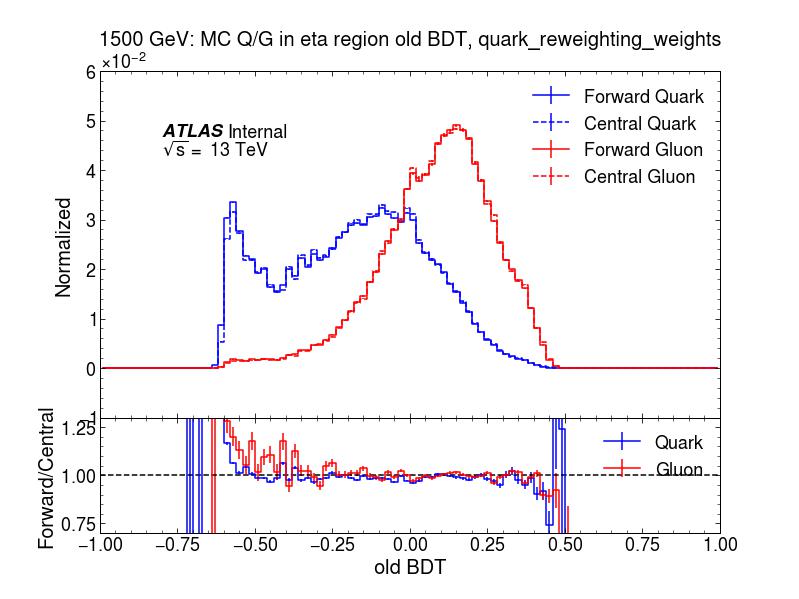 1500 GeV: MC Q/G in eta region old BDT, quark_reweighting_weights
×10⁻²
6
5
4
3
2
1
0
−1
Normalized
ATLAS Internal
√s = 13 TeV
Forward Quark
Central Quark
Forward Gluon
Central Gluon
1.25
1.00
0.75
Forward/Central
Quark
Gluon
−1.00 −0.75 −0.50 −0.25 0.00 0.25 0.50 0.75 1.00
old BDT